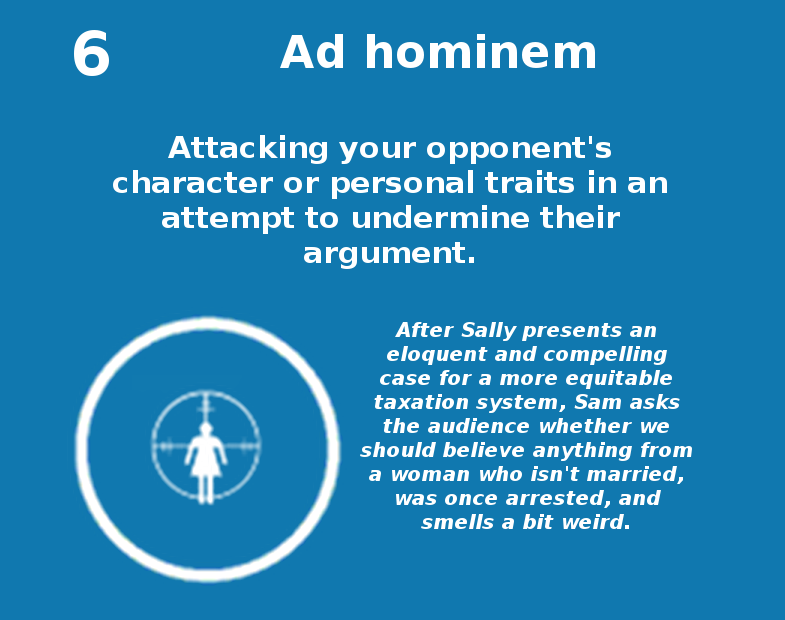 6 Ad hominem
Attacking your opponent's
character or personal traits in an
attempt to undermine their
argument.
After Sally presents an
eloquent and compelling
case for a more equitable
taxation system, Sam asks
the audience whether we
should believe anything from
a woman who isn't married,
was once arrested, and
smells a bit weird.